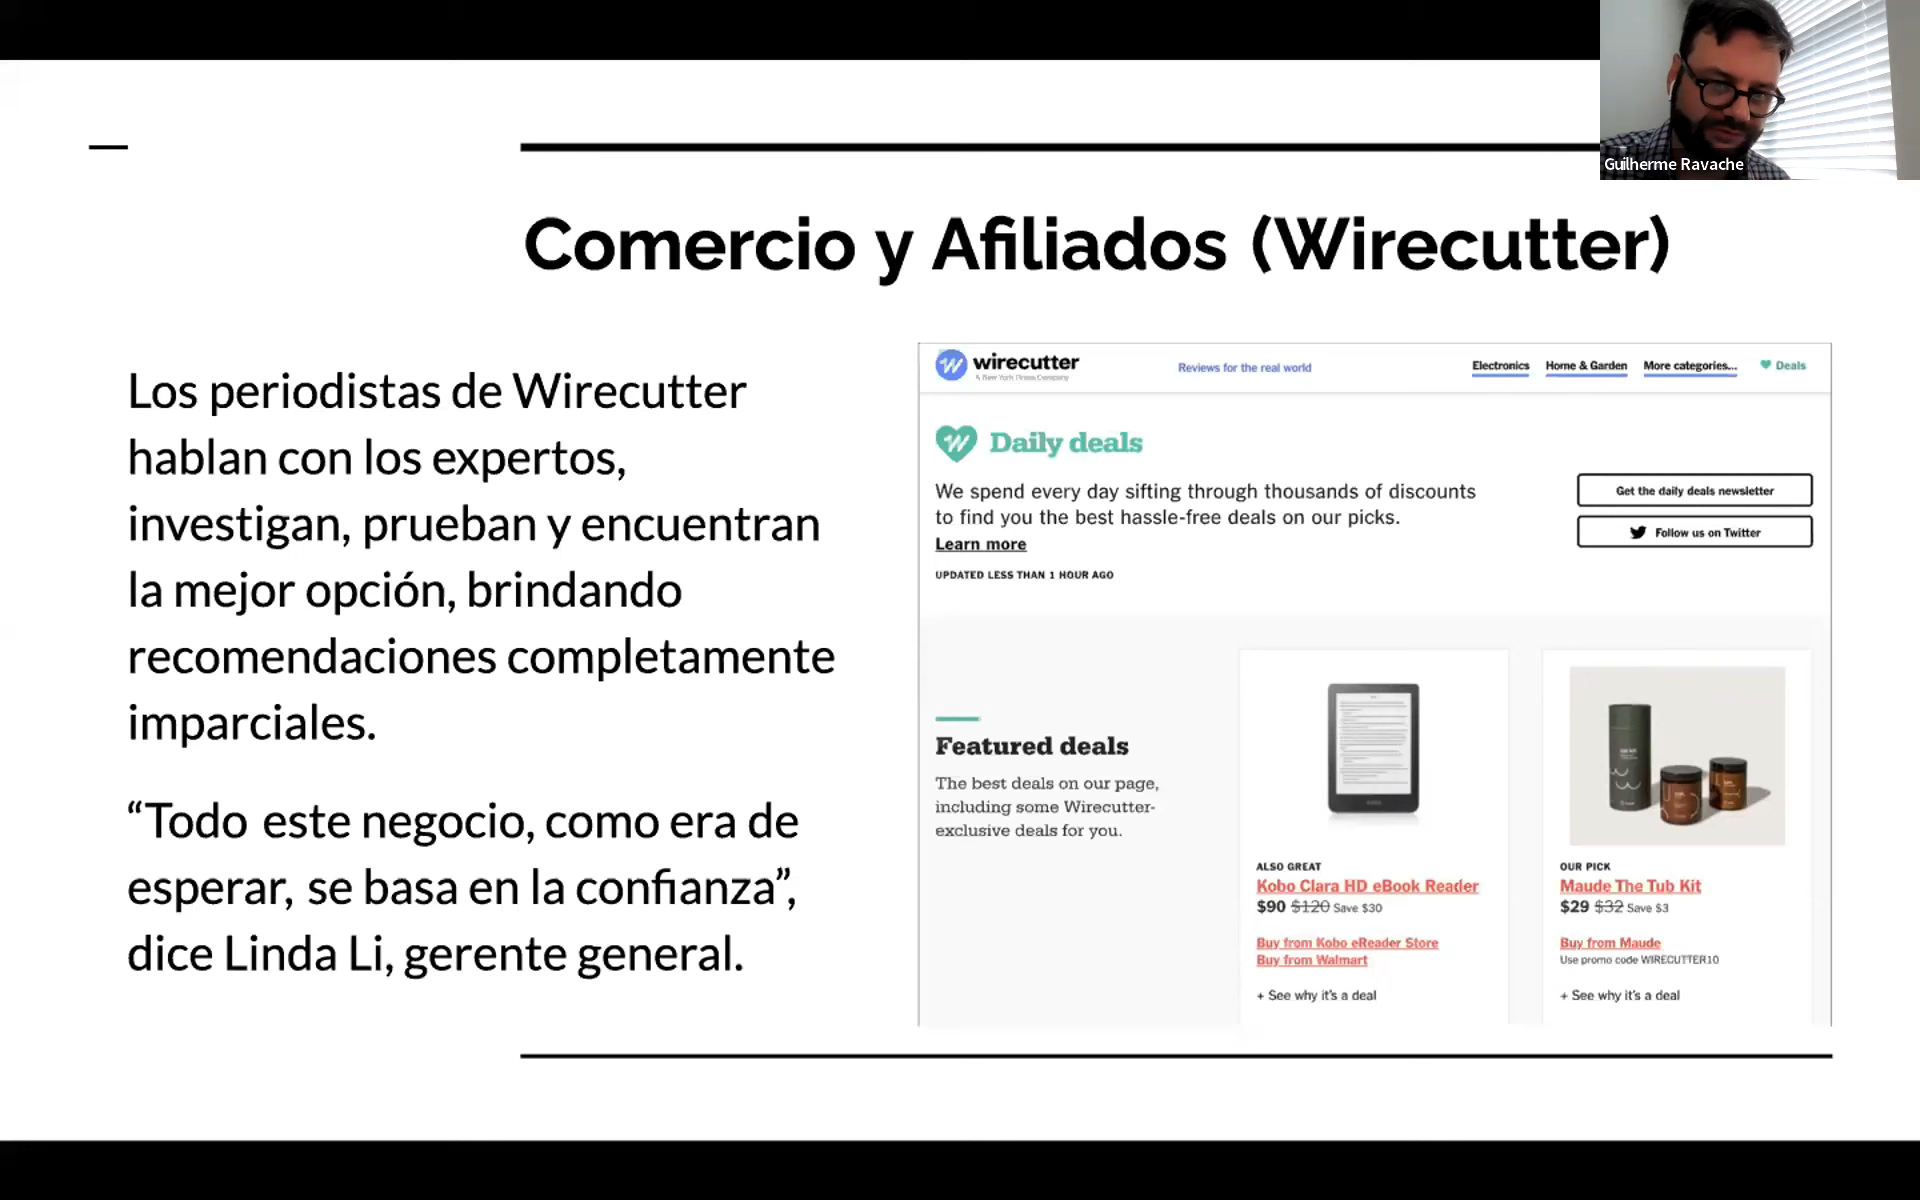 Guilherme Ravache
Comercio y Afiliados (Wirecutter)
Los periodistas de Wirecutter
hablan con los expertos,
investigan, prueban y encuentran
la mejor opción, brindando
recomendaciones completamente
imparciales.
“Todo este negocio, como era de
esperar, se basa en la confianza”,
dice Linda Li, gerente general.
wirecutter
A New York Times Company
Reviews for the real world
Electronics
Home & Garden
More categories...
Deals
Daily deals
We spend every day sifting through thousands of discounts
to find you the best hassle-free deals on our picks.
Learn more
UPDATED LESS THAN 1 HOUR AGO
Get the daily deals newsletter
Follow us on Twitter
Featured deals
The best deals on our page,
including some Wirecutter-
exclusive deals for you.
ALSO GREAT
Kobo Clara HD eBook Reader
$90 $120 Save $30
Buy from Kobo eReader Store
Buy from Walmart
+ See why it's a deal
OUR PICK
Maude The Tub Kit
$29 $32 Save $3
Buy from Maude
Use promo code WIRECUTTER10
+ See why it's a deal